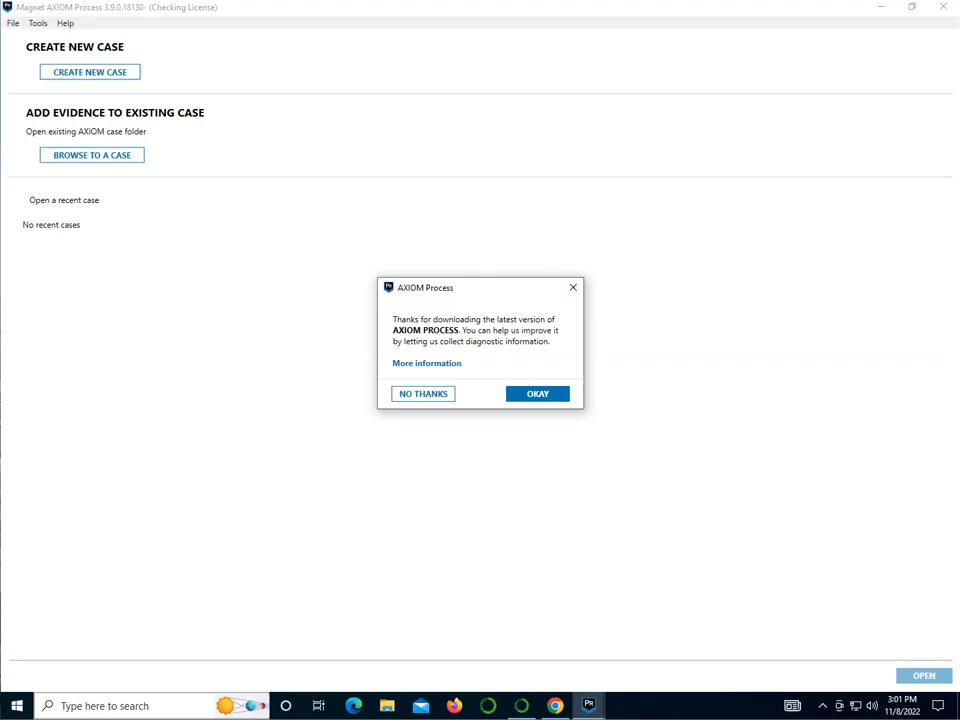 Magnet AXIOM Process 3.9.0.18130- (Checking License)
File Tools Help
CREATE NEW CASE
CREATE NEW CASE
ADD EVIDENCE TO EXISTING CASE
Open existing AXIOM case folder
BROWSE TO A CASE
Open a recent case
No recent cases
AXIOM Process
Thanks for downloading the latest version of
AXIOM PROCESS. You can help us improve it
by letting us collect diagnostic information.
More information
NO THANKS OKAY
OPEN
Type here to search
3:01 PM
11/8/2022